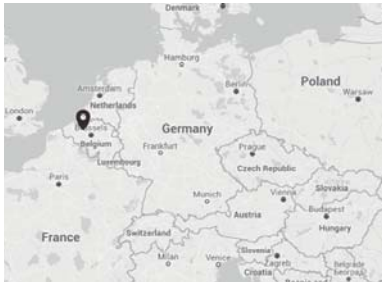 Denmark
Hamburg
Amsterdam
Berlin
Poland
London
Netherlands
Warsaw
Germany
Belgium
Frankfurt
Prague
Luxembourg
Czech Republic
Paris
Slovakia
Munich
Vienna
Austria
Budapest
France
Switzerland
Hungary
Slovenia
Milan
Venice
Zagreb
Croatia
Belgrade